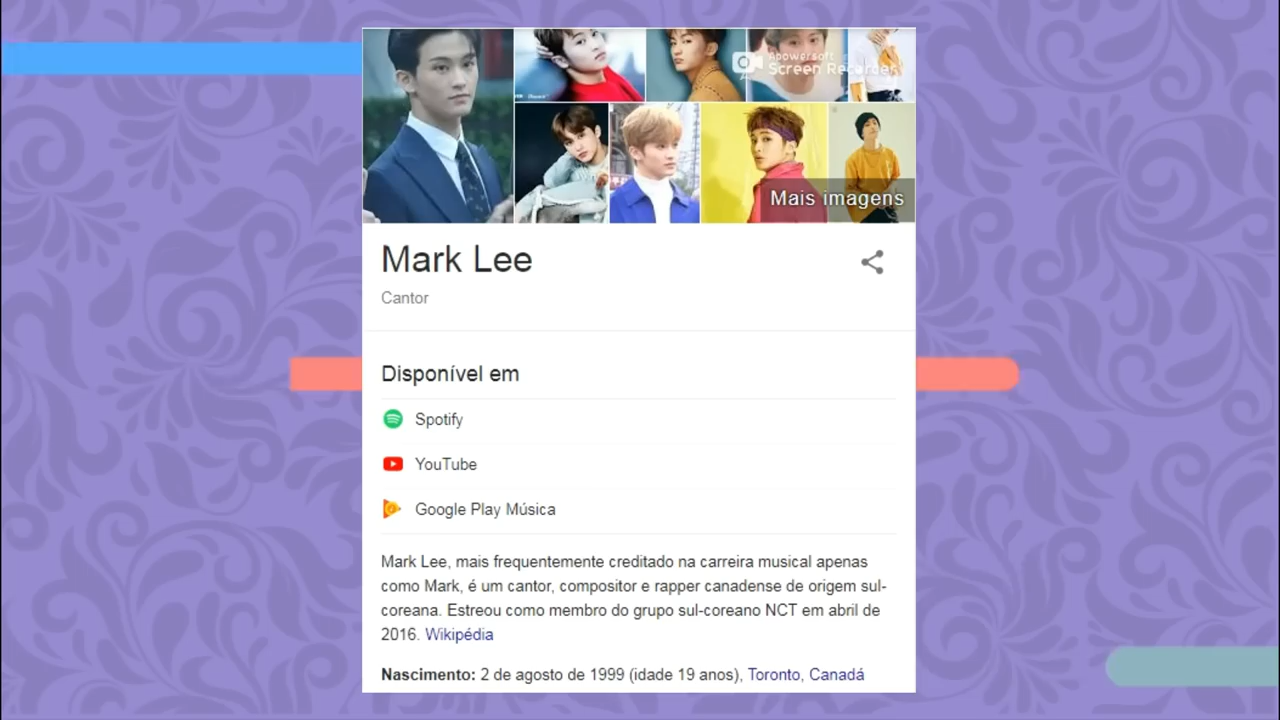 Apowersoft
Screen Recorder
Mais imagens
Mark Lee
Cantor
Disponível em
Spotify
YouTube
Google Play Música
Mark Lee, mais frequentemente creditado na carreira musical apenas
como Mark, é um cantor, compositor e rapper canadense de origem sul-
coreana. Estreou como membro do grupo sul-coreano NCT em abril de
2016. Wikipédia
Nascimento: 2 de agosto de 1999 (idade 19 anos), Toronto, Canadá